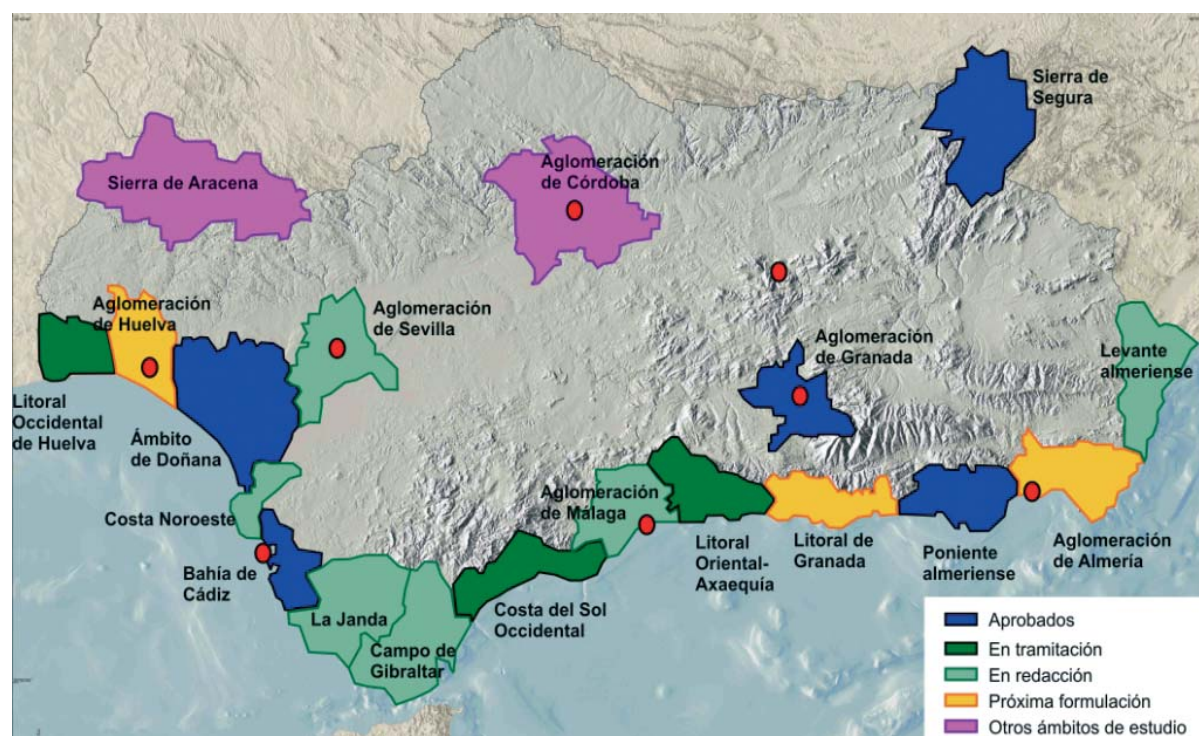 Sierra de
Segura
Sierra de Aracena
Aglomeración
de Córdoba
Aglomeración
de Huelva
Aglomeración
de Sevilla
Aglomeración
de Granada
Levante
almeriense
Litoral
Occidental
de Huelva
Ámbito
de Doñana
Costa Noroeste
Aglomeración
de Málaga
Bahía de
Cádiz
Litoral
Oriental-
Axaequía
Litoral de
Granada
Poniente
almeriense
Aglomeración
de Almería
La Janda
Costa del Sol
Occidental
Campo de
Gibraltar
Aprobados
En tramitación
En redacción
Próxima formulación
Otros ámbitos de estudio